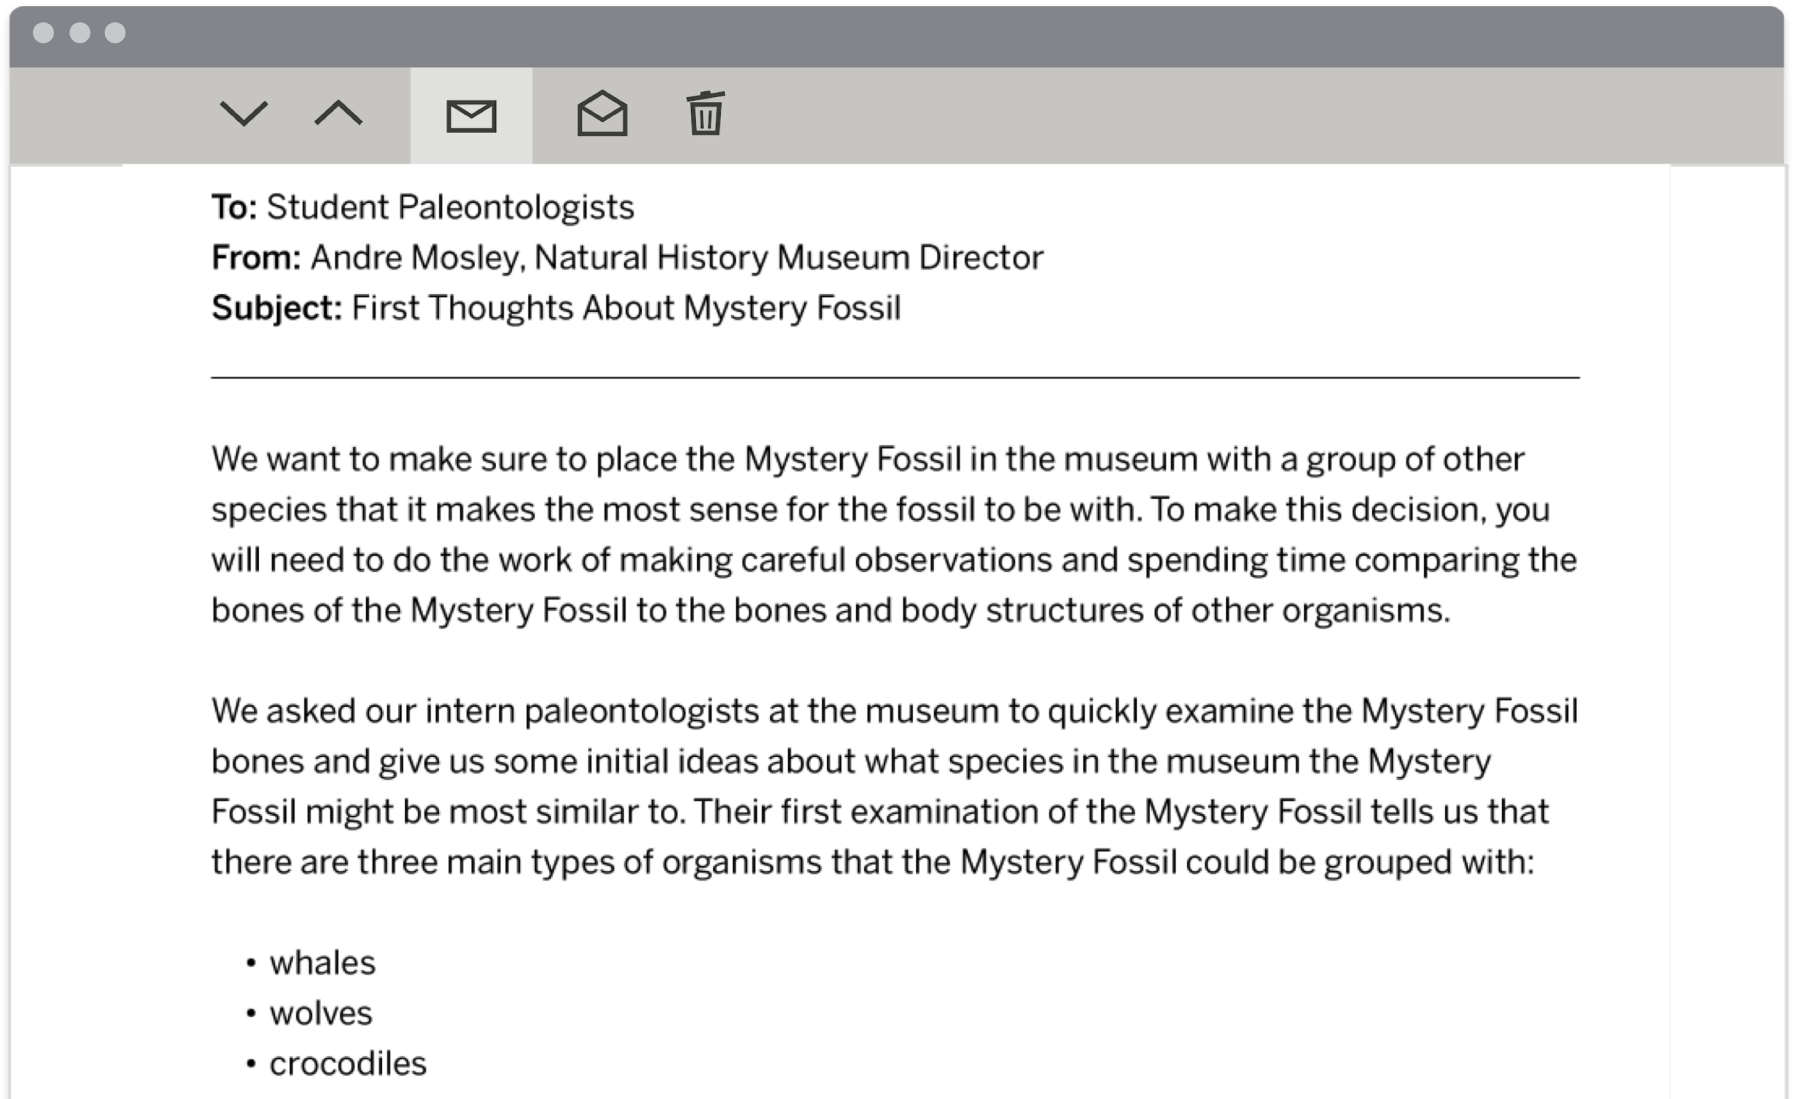 To: Student Paleontologists
From: Andre Mosley, Natural History Museum Director
Subject: First Thoughts About Mystery Fossil
We want to make sure to place the Mystery Fossil in the museum with a group of other
species that it makes the most sense for the fossil to be with. To make this decision, you
will need to do the work of making careful observations and spending time comparing the
bones of the Mystery Fossil to the bones and body structures of other organisms.
We asked our intern paleontologists at the museum to quickly examine the Mystery Fossil
bones and give us some initial ideas about what species in the museum the Mystery
Fossil might be most similar to. Their first examination of the Mystery Fossil tells us that
there are three main types of organisms that the Mystery Fossil could be grouped with:
• whales
• wolves
• crocodiles